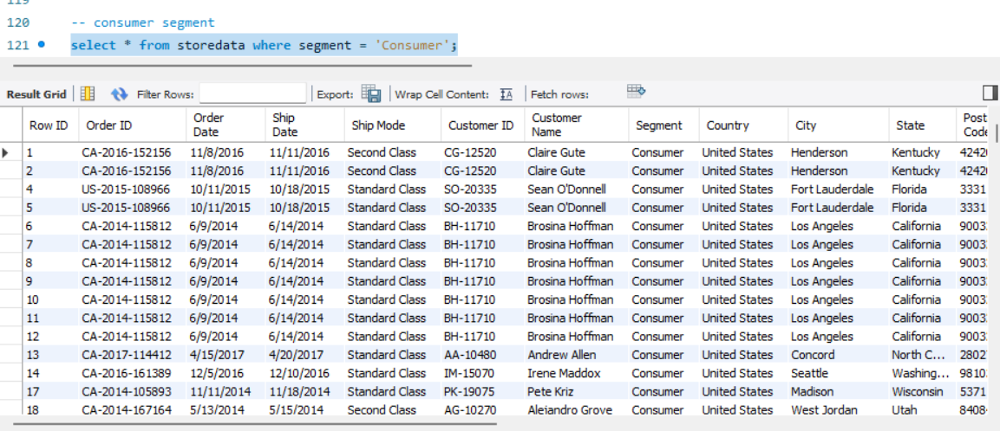 119
120 -- consumer segment
121 select * from storedata where segment = 'Consumer';
Result Grid Filter Rows: Export: Wrap Cell Content: Fetch rows:
Row ID Order ID Order Date Ship Date Ship Mode Customer ID Customer Name Segment Country City State Post Code
1 CA-2016-152156 11/8/2016 11/11/2016 Second Class CG-12520 Claire Gute Consumer United States Henderson Kentucky 4242
2 CA-2016-152156 11/8/2016 11/11/2016 Second Class CG-12520 Claire Gute Consumer United States Henderson Kentucky 4242
4 US-2015-108966 10/11/2015 10/18/2015 Standard Class SO-20335 Sean O'Donnell Consumer United States Fort Lauderdale Florida 3331
5 US-2015-108966 10/11/2015 10/18/2015 Standard Class SO-20335 Sean O'Donnell Consumer United States Fort Lauderdale Florida 3331
6 CA-2014-115812 6/9/2014 6/14/2014 Standard Class BH-11710 Brosina Hoffman Consumer United States Los Angeles California 9003
7 CA-2014-115812 6/9/2014 6/14/2014 Standard Class BH-11710 Brosina Hoffman Consumer United States Los Angeles California 9003
8 CA-2014-115812 6/9/2014 6/14/2014 Standard Class BH-11710 Brosina Hoffman Consumer United States Los Angeles California 9003
9 CA-2014-115812 6/9/2014 6/14/2014 Standard Class BH-11710 Brosina Hoffman Consumer United States Los Angeles California 9003
10 CA-2014-115812 6/9/2014 6/14/2014 Standard Class BH-11710 Brosina Hoffman Consumer United States Los Angeles California 9003
11 CA-2014-115812 6/9/2014 6/14/2014 Standard Class BH-11710 Brosina Hoffman Consumer United States Los Angeles California 9003
12 CA-2014-115812 6/9/2014 6/14/2014 Standard Class BH-11710 Brosina Hoffman Consumer United States Los Angeles California 9003
13 CA-2017-114412 4/15/2017 4/20/2017 Standard Class AA-10480 Andrew Allen Consumer United States Concord North C... 2802
14 CA-2016-161389 12/5/2016 12/10/2016 Standard Class IM-15070 Irene Maddox Consumer United States Seattle Washing... 9810
17 CA-2014-105893 11/11/2014 11/18/2014 Standard Class PK-19075 Pete Kriz Consumer United States Madison Wisconsin 5371
18 CA-2014-167164 5/13/2014 5/15/2014 Second Class AG-10270 Alejandro Grove Consumer United States West Jordan Utah 8408